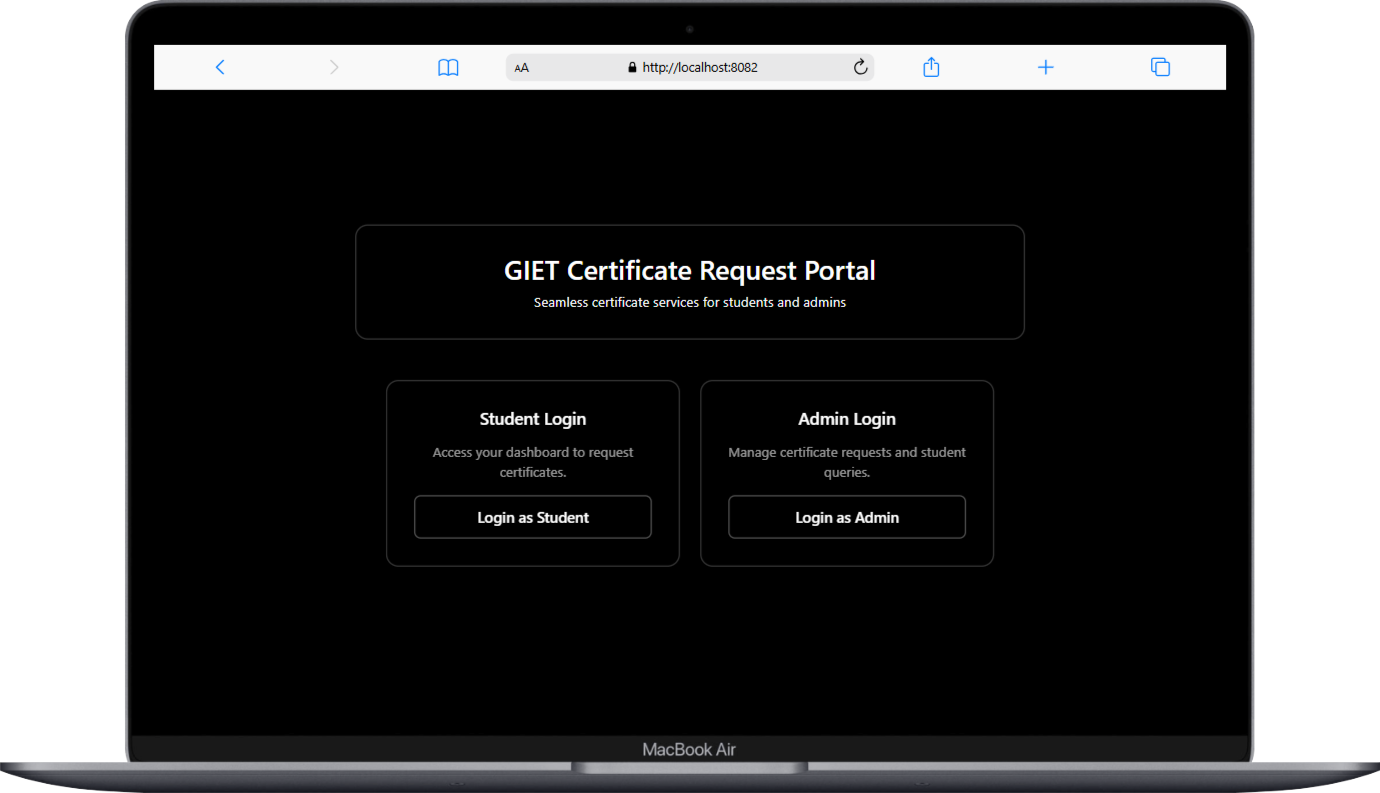 AA
http://localhost:8082
GIET Certificate Request Portal
Seamless certificate services for students and admins
Student Login
Access your dashboard to request
certificates.
Login as Student
Admin Login
Manage certificate requests and student
queries.
Login as Admin
MacBook Air